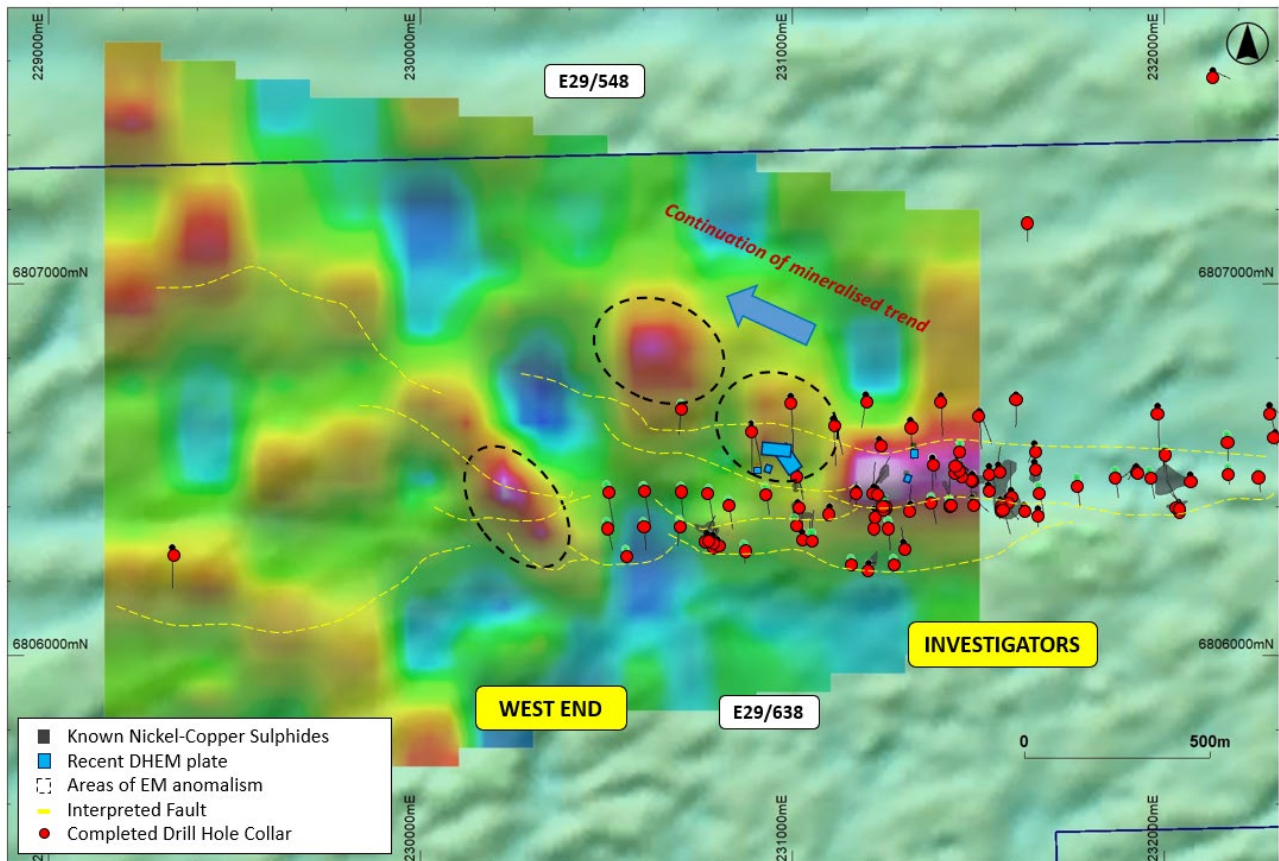 229000mE
230000mE
231000mE
232000mE
E29/548
Continuation of mineralised trend
6807000mN
6807000mN
6806000mN
6806000mN
INVESTIGATORS
WEST END
E29/638
Known Nickel-Copper Sulphides
Recent DHEM plate
Areas of EM anomalism
Interpreted Fault
Completed Drill Hole Collar
0
500m
230000mE
231000mE
232000mE